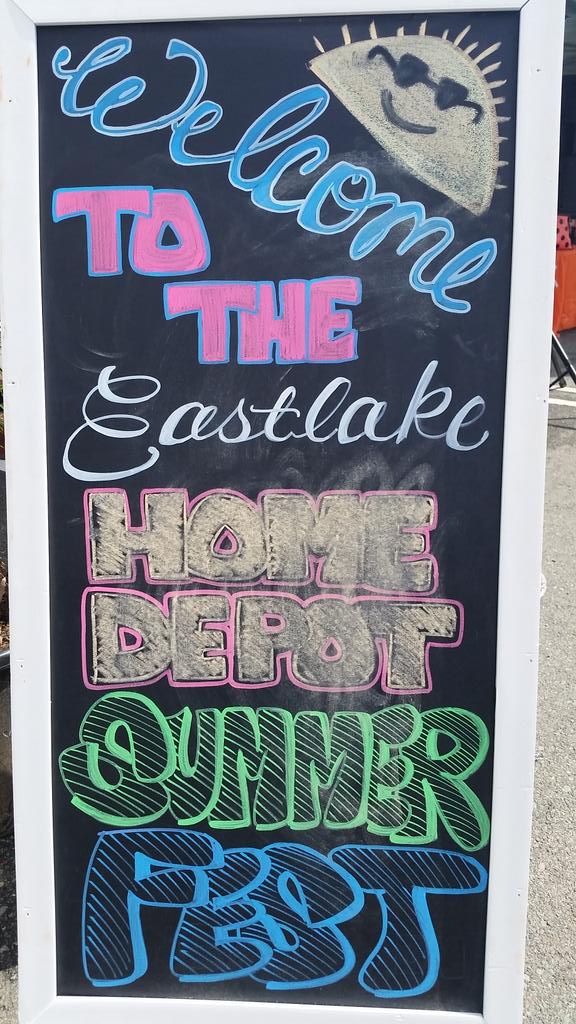 Welcome
TO
THE
Eastlake
HOME
DEPOT
SUMMER
FEST